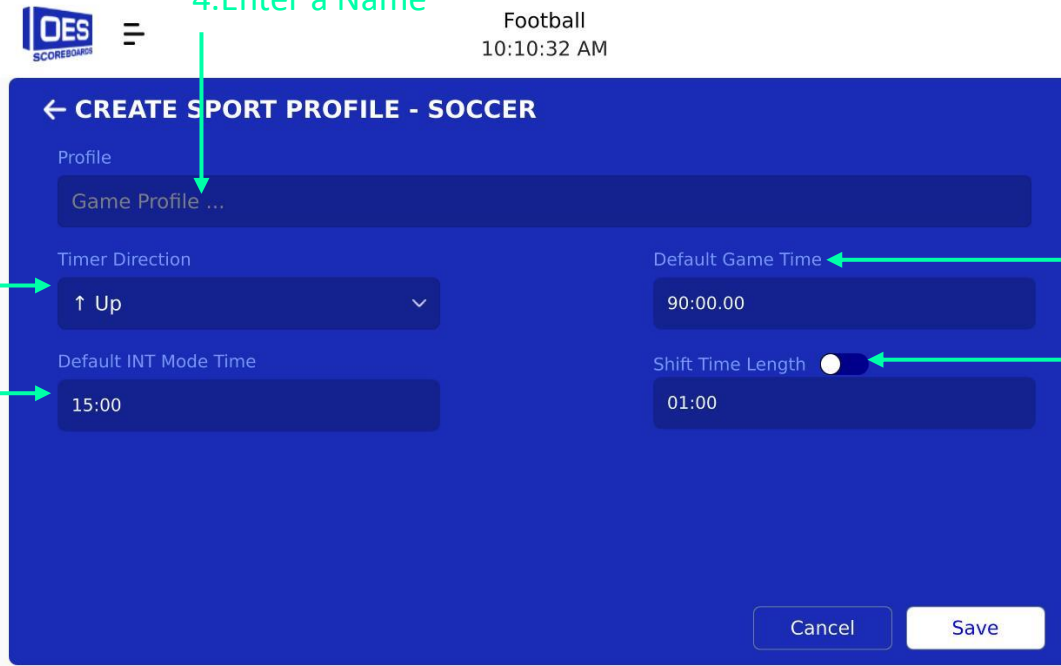 4.Enter a Name
OES
SCOREBOARDS
Football
10:10:32 AM
← CREATE SPORT PROFILE - SOCCER
Profile
Game Profile ...
Timer Direction
Default Game Time
↑ Up
90:00.00
Default INT Mode Time
Shift Time Length
15:00
01:00
Cancel
Save